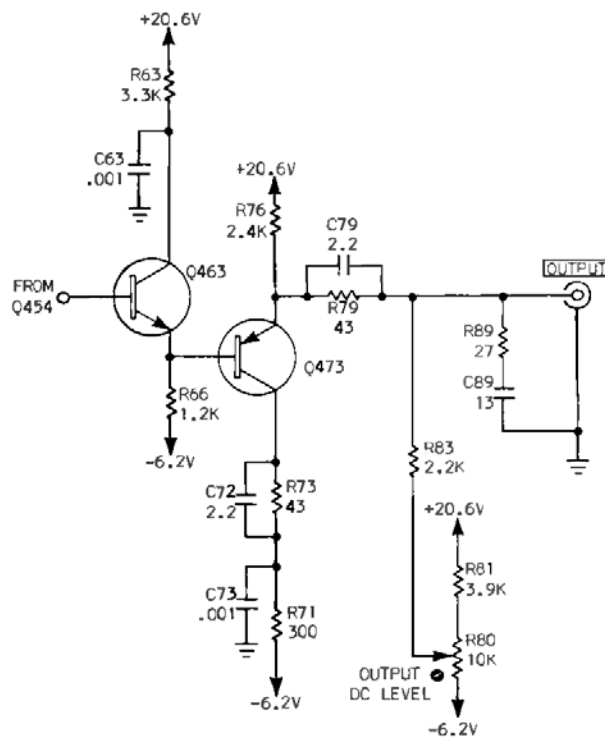 +20.6V
R63
3.3K
C63
.001
+20.6V
R76
2.4K
C79
2.2
R79
43
OUTPUT
FROM
Q454
Q463
Q473
R66
1.2K
-6.2V
R89
27
C89
13
R83
2.2K
C72
2.2
R73
43
C73
.001
R71
300
-6.2V
+20.6V
R81
3.9K
R80
10K
OUTPUT
DC LEVEL
-6.2V